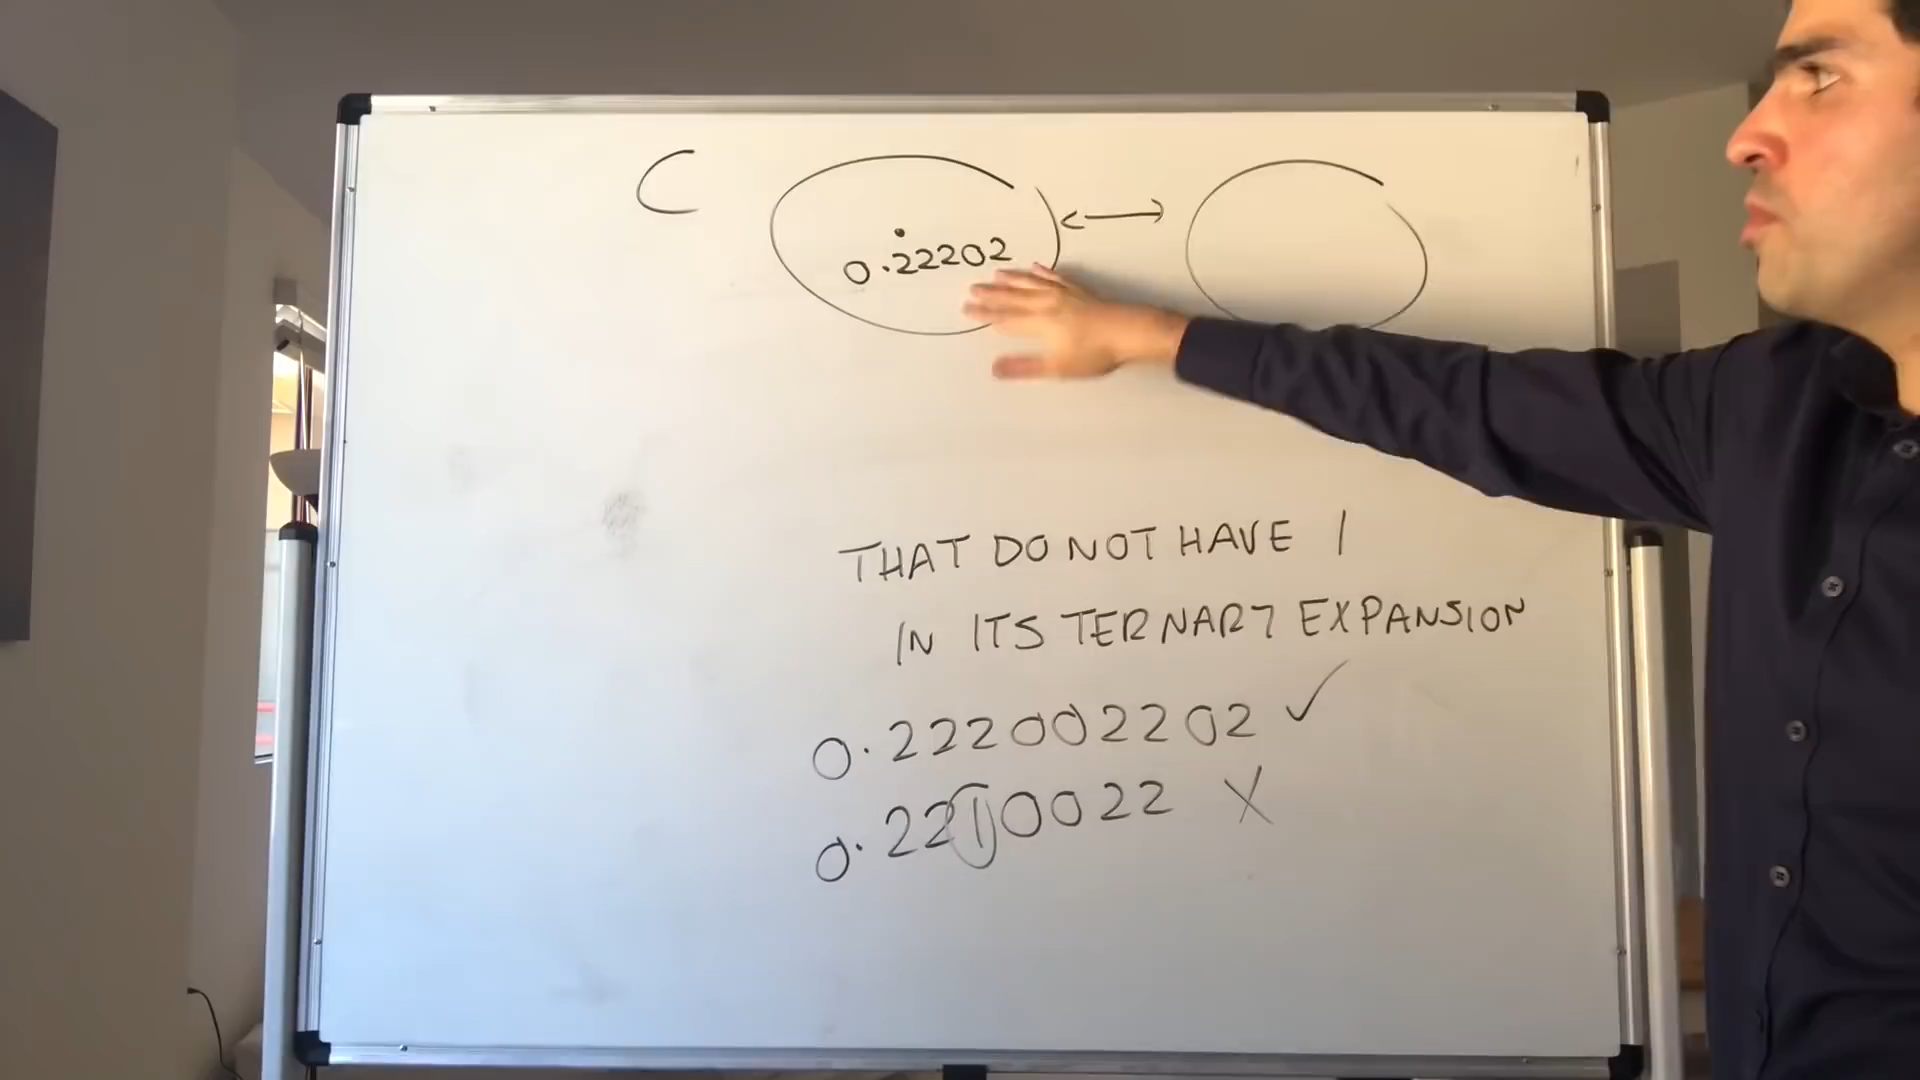 C
0.22202
THAT DO NOT HAVE 1
IN ITS TERNARY EXPANSION
0.222002202 ✓
0.2210022 X